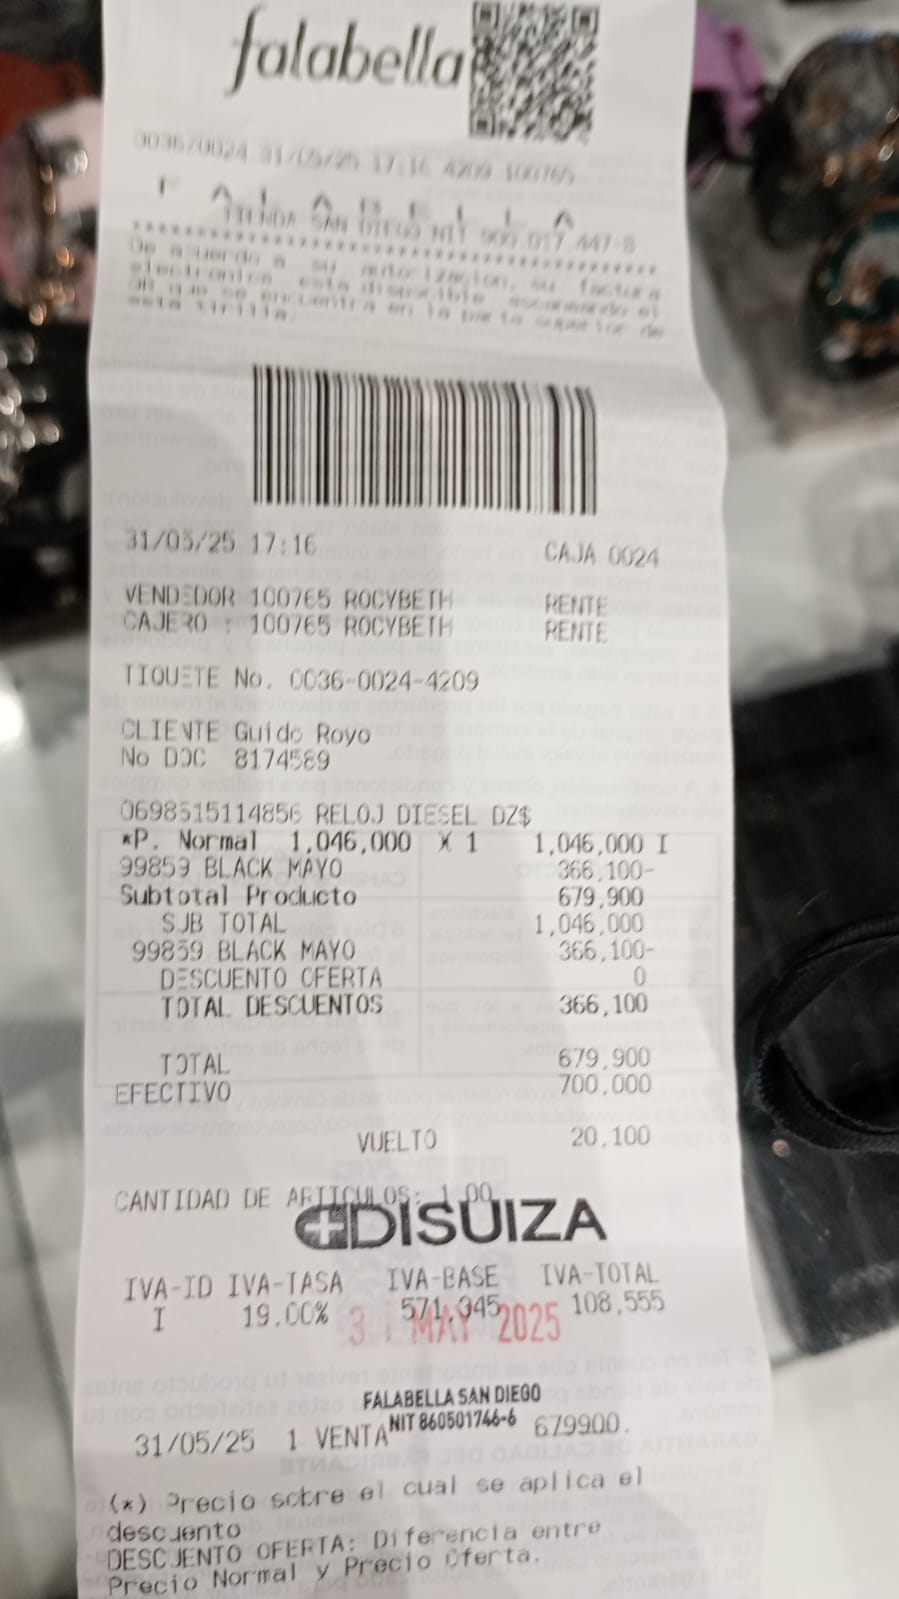 falabella
0036/0024 31/05/25 17:16 4209 100765
F A L A B E L L A
TIENDA SAN DIEGO NIT 900.017.447-8
****************************************
De acuerdo a su autorizacion, su factura
electronica esta disponible escaneando el
QR que se encuentra en la parte superior de
esta tirilla.
31/05/25 17:16 CAJA 0024
VENDEDOR 100765 ROCYBETH RENTE
CAJERO : 100765 ROCYBETH RENTE
TIQUETE No. 0036-0024-4209
CLIENTE Guido Royo
No DOC 8174569
0698515114856 RELOJ DIESEL DZ$
*P. Normal 1,046,000 X 1 1,046,000 I
99859 BLACK MAYO 366,100-
Subtotal Producto 679,900
SUB TOTAL 1,046,000
99859 BLACK MAYO 366,100-
DESCUENTO OFERTA 0
TOTAL DESCUENTOS 366,100
TOTAL 679,900
EFECTIVO 700,000
VUELTO 20,100
CANTIDAD DE ARTICULOS: 1.00
DISUIZA
IVA-ID IVA-TASA IVA-BASE IVA-TOTAL
I 19.00% 571,345 108,555
31 MAY 2025
FALABELLA SAN DIEGO
NIT 860501746-6
31/05/25 1 VENTA 679900.
(*) Precio sobre el cual se aplica el
descuento
DESCUENTO OFERTA: Diferencia entre
Precio Normal y Precio Oferta.